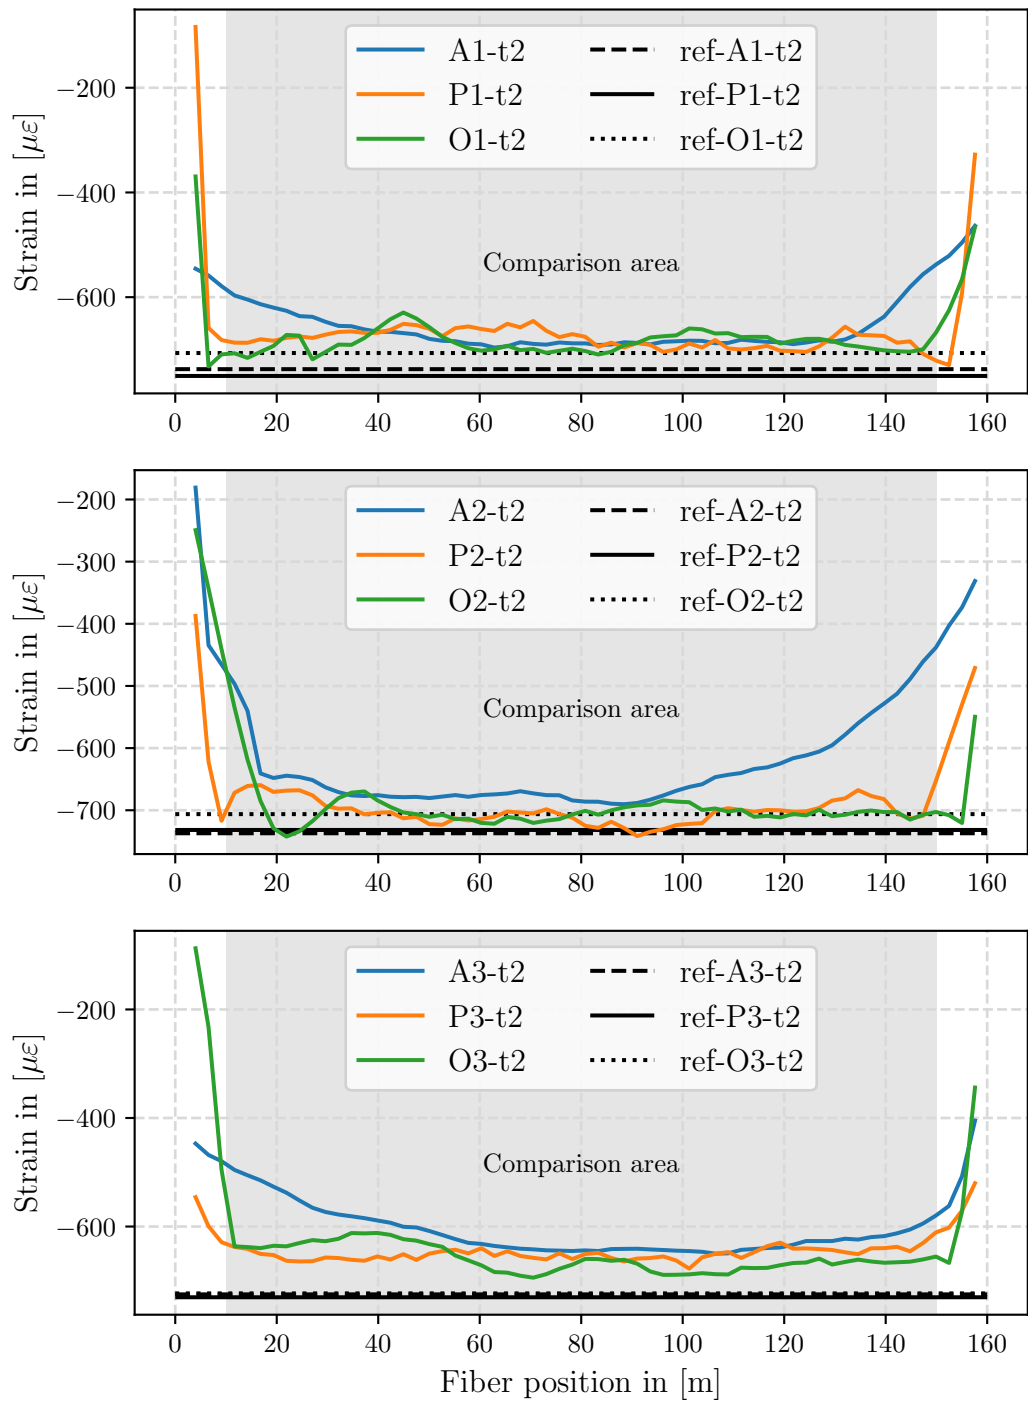 −200
−400
−600
Strain in [με]
A1-t2 ref-A1-t2
P1-t2 ref-P1-t2
O1-t2 ref-O1-t2
Comparison area
0 20 40 60 80 100 120 140 160
−200
−300
−400
−500
−600
−700
Strain in [με]
A2-t2 ref-A2-t2
P2-t2 ref-P2-t2
O2-t2 ref-O2-t2
Comparison area
0 20 40 60 80 100 120 140 160
−200
−400
−600
Strain in [με]
A3-t2 ref-A3-t2
P3-t2 ref-P3-t2
O3-t2 ref-O3-t2
Comparison area
0 20 40 60 80 100 120 140 160
Fiber position in [m]